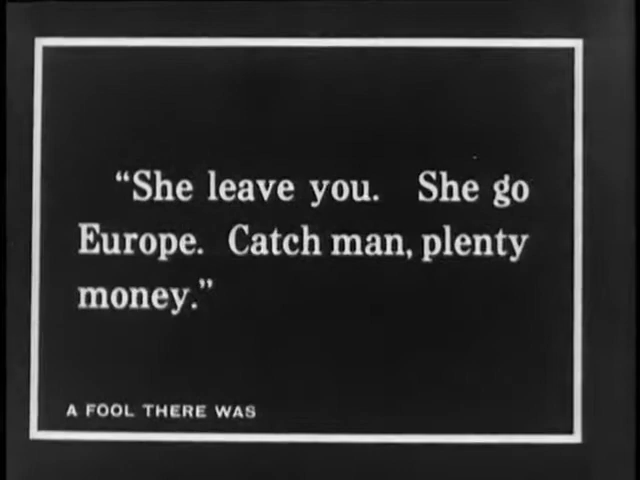 “She leave you. She go
Europe. Catch man, plenty
money.”
A FOOL THERE WAS